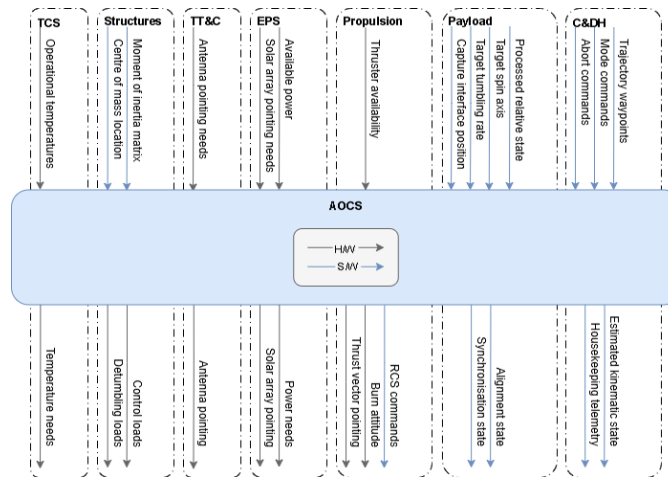 TCS
Structures
TT&C
EPS
Propulsion
Payload
C&DH
Operational temperatures
Centre of mass location
Moment of inertia matrix
Antenna pointing needs
Solar array pointing needs
Available power
Thruster availability
Capture interface position
Target tumbling rate
Target spin axis
Processed relative state
Abort commands
Mode commands
Trajectory waypoints
AOCS
H/W
S/W
Temperature needs
Detumbling loads
Control loads
Antenna pointing
Solar array pointing
Power needs
Thrust vector pointing
Burn attitude
RCS commands
Synchronisation state
Alignment state
Housekeeping telemetry
Estimated kinematic state